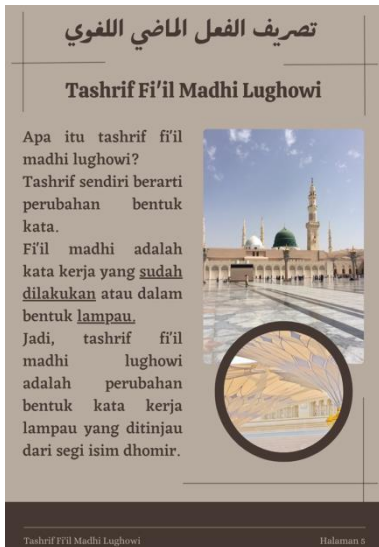 تصريف الفعل الماضي اللغوي
Tashrif Fi'il Madhi Lughowi
Apa itu tashrif fi'il
madhi lughowi?
Tashrif sendiri berarti
perubahan bentuk
kata.
Fi'il madhi adalah
kata kerja yang sudah
dilakukan atau dalam
bentuk lampau.
Jadi, tashrif fi'il
madhi lughowi
adalah perubahan
bentuk kata kerja
lampau yang ditinjau
dari segi isim dhomir.
Tashrif Fi'il Madhi Lughowi
Halaman 5